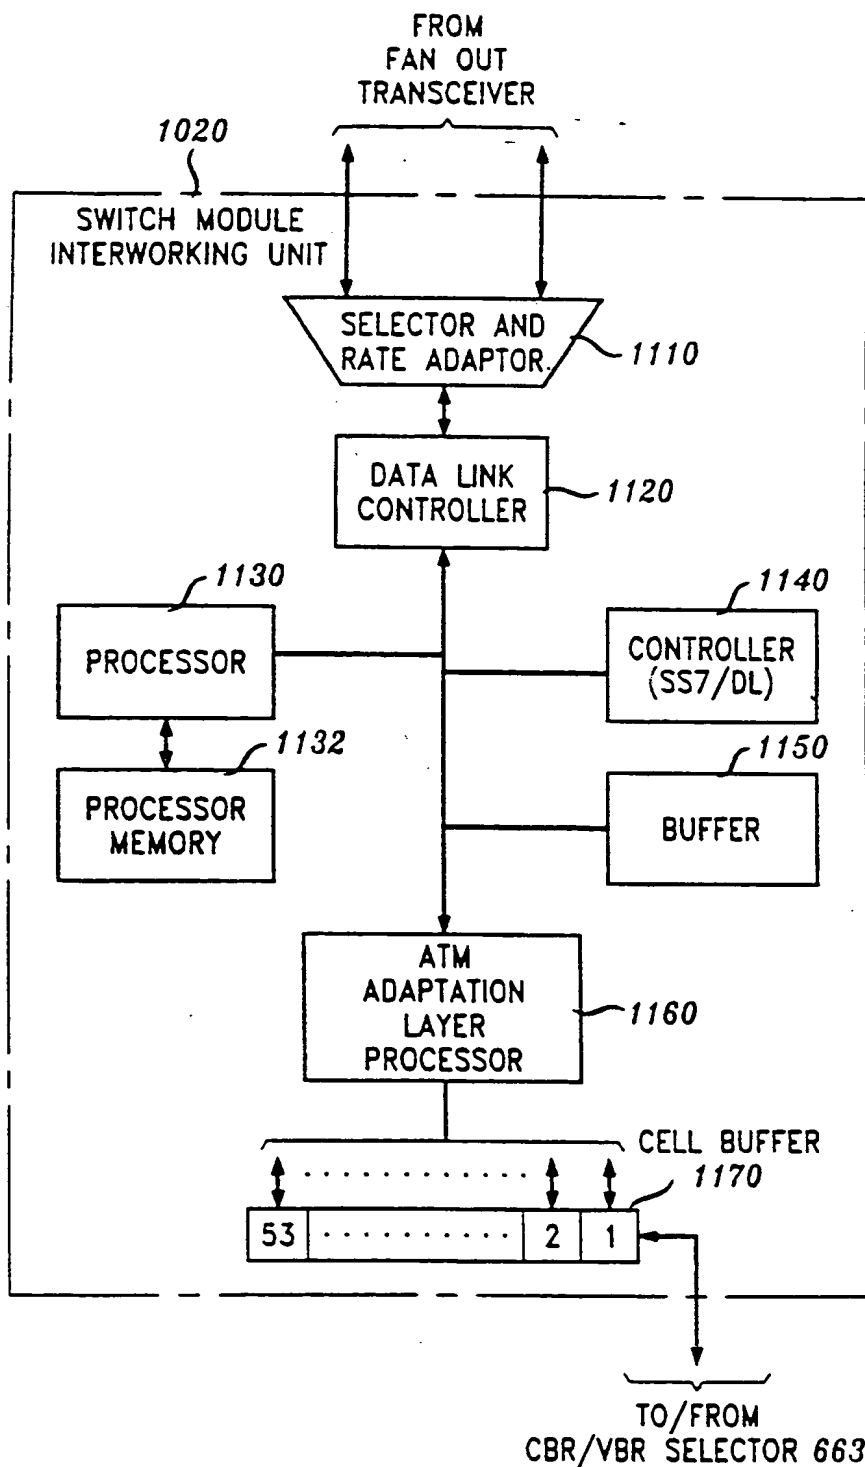 FROM
FAN OUT
TRANSCEIVER
1020
SWITCH MODULE
INTERWORKING UNIT
SELECTOR AND
RATE ADAPTOR.
1110
DATA LINK
CONTROLLER
1120
1130
PROCESSOR
1140
CONTROLLER
(SS7/DL)
1132
PROCESSOR
MEMORY
1150
BUFFER
ATM
ADAPTATION
LAYER
PROCESSOR
1160
CELL BUFFER
1170
53 . . . . . . . . . . 2 1
TO/FROM
CBR/VBR SELECTOR 663